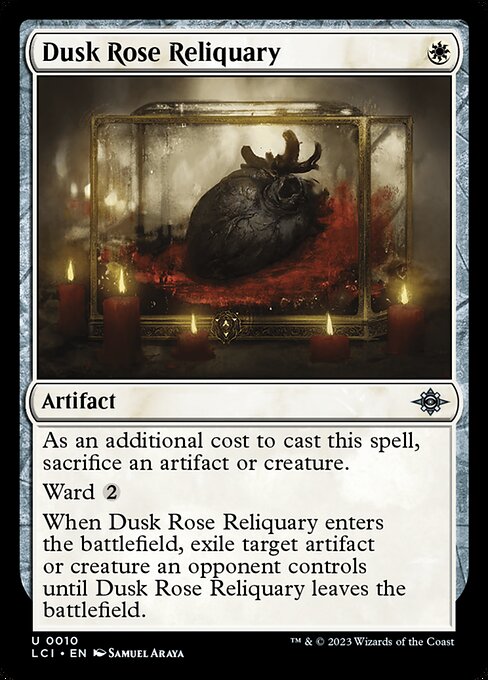 Dusk Rose Reliquary
Artifact
As an additional cost to cast this spell,
sacrifice an artifact or creature.
Ward 2
When Dusk Rose Reliquary enters
the battlefield, exile target artifact
or creature an opponent controls
until Dusk Rose Reliquary leaves the
battlefield.
U 0010
LCI • EN Samuel Araya
™ & © 2023 Wizards of the Coast